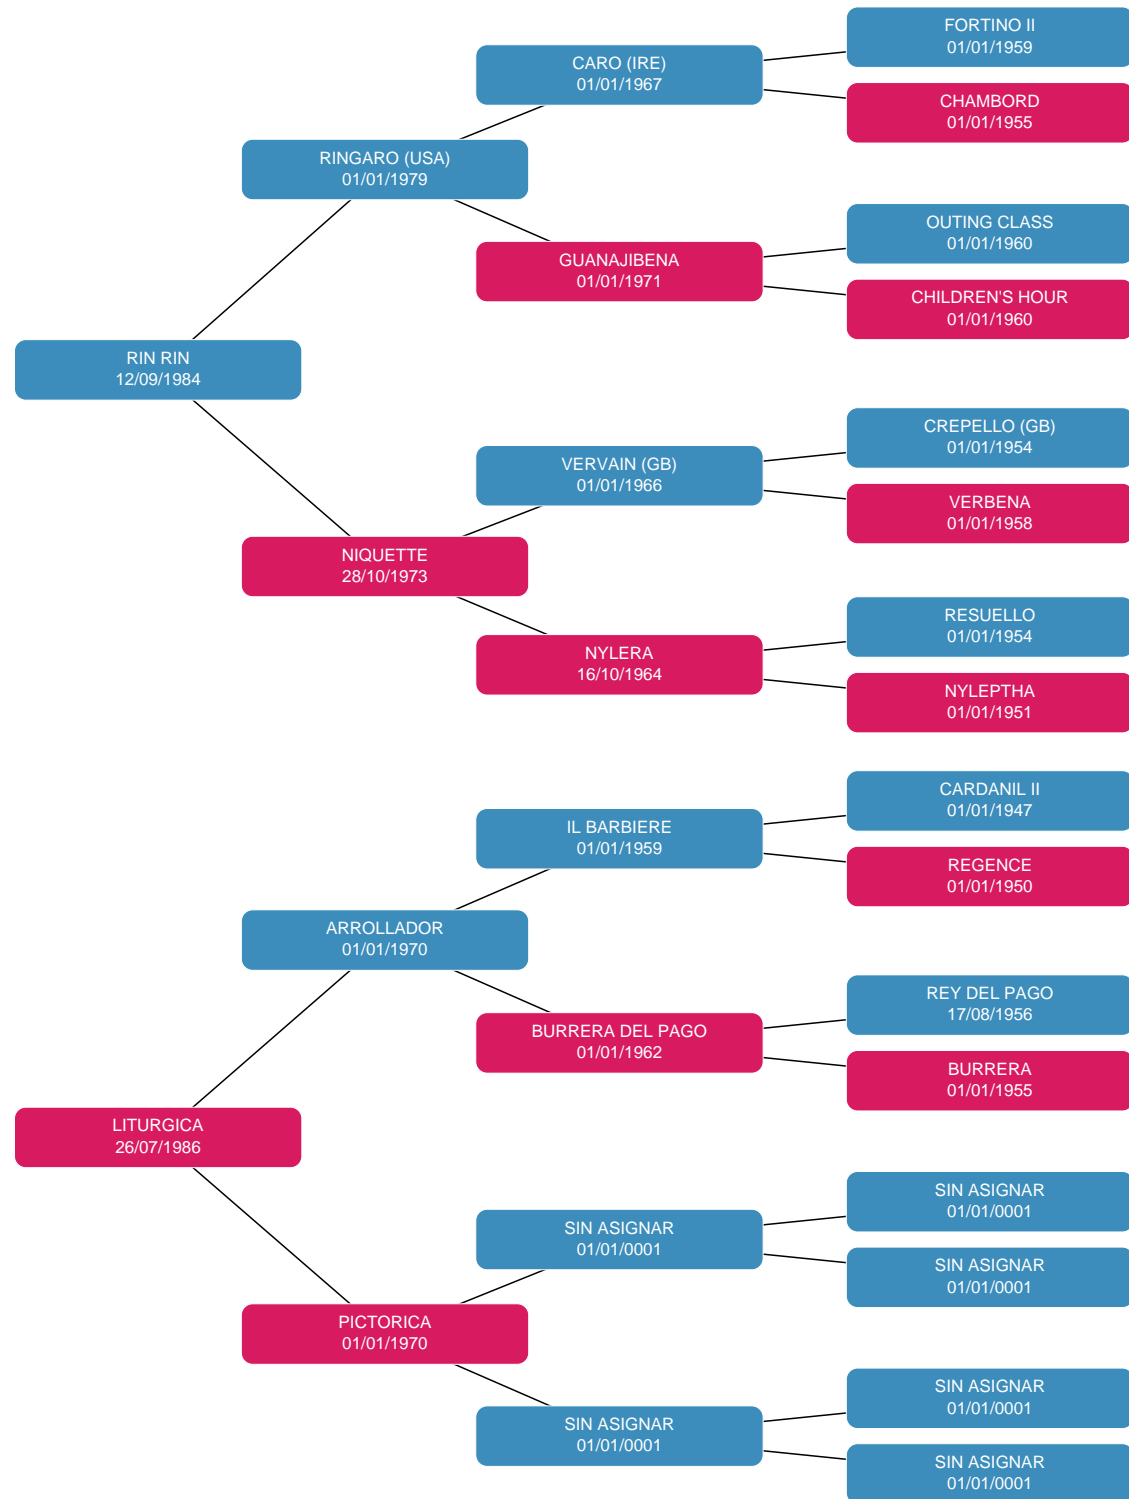 FORTINO II
01/01/1959
CARO (IRE)
01/01/1967
CHAMBORD
01/01/1955
RINGARO (USA)
01/01/1979
OUTING CLASS
01/01/1960
GUANAJIBENA
01/01/1971
CHILDREN'S HOUR
01/01/1960
RIN RIN
12/09/1984
CREPELLO (GB)
01/01/1954
VERVAIN (GB)
01/01/1966
VERBENA
01/01/1958
NIQUETTE
28/10/1973
RESUELLO
01/01/1954
NYLERA
16/10/1964
NYLEPTHA
01/01/1951
CARDANIL II
01/01/1947
IL BARBIERE
01/01/1959
REGENCE
01/01/1950
ARROLLADOR
01/01/1970
REY DEL PAGO
17/08/1956
BURRERA DEL PAGO
01/01/1962
BURRERA
01/01/1955
LITURGICA
26/07/1986
SIN ASIGNAR
01/01/0001
SIN ASIGNAR
01/01/0001
SIN ASIGNAR
01/01/0001
PICTORICA
01/01/1970
SIN ASIGNAR
01/01/0001
SIN ASIGNAR
01/01/0001
SIN ASIGNAR
01/01/0001